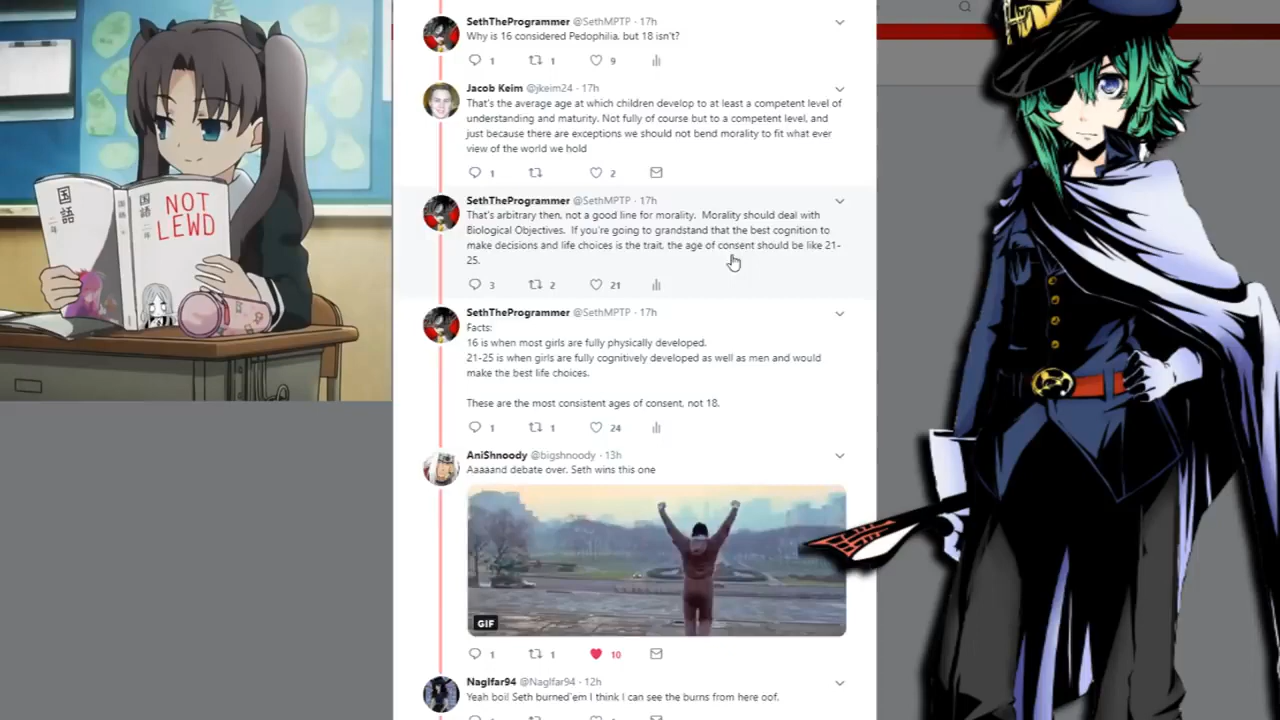 SethTheProgrammer @SethMPTP · 17h
Why is 16 considered Pedophilia, but 18 isn't?
1 1 9
Jacob Keim @jkeim24 · 17h
That's the average age at which children develop to at least a competent level of
understanding and maturity. Not fully of course but to a competent level, and
just because there are exceptions we should not bend morality to fit what ever
view of the world we hold
1 2
SethTheProgrammer @SethMPTP · 17h
That's arbitrary then, not a good line for morality. Morality should deal with
Biological Objectives. If you're going to grandstand that the best cognition to
make decisions and life choices is the trait, the age of consent should be like 21-
25.
3 2 21
SethTheProgrammer @SethMPTP · 17h
Facts:
16 is when most girls are fully physically developed.
21-25 is when girls are fully cognitively developed as well as men and would
make the best life choices.
These are the most consistent ages of consent, not 18.
1 1 24
AniShnoody @bigshnoody · 13h
Aaaaand debate over. Seth wins this one
GIF
1 1 10
Naglfar94 @Naglfar94 · 12h
Yeah boi! Seth burned'em I think I can see the burns from here oof.
国語
二年
国語
国語
二年
NOT
LEWD